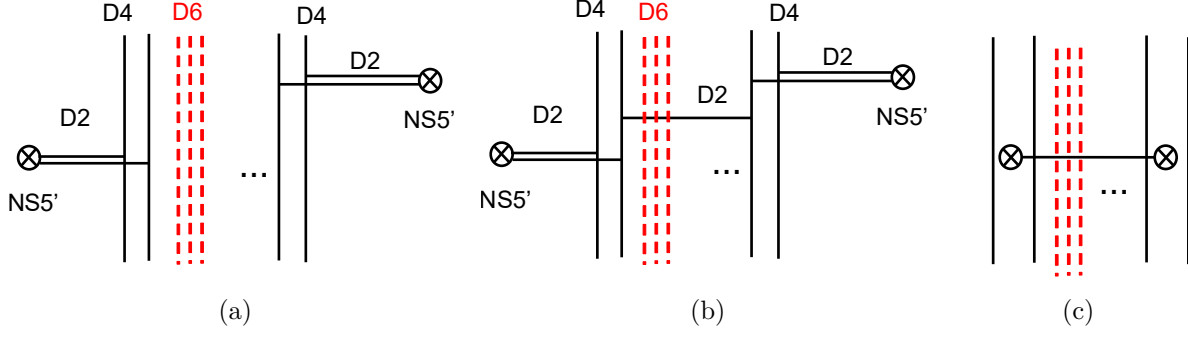 D4 D6 D4
D2
D2
NS5'
NS5'
...
(a)
D4 D6 D4
D2
D2
D2
NS5'
NS5'
...
(b)
...
(c)